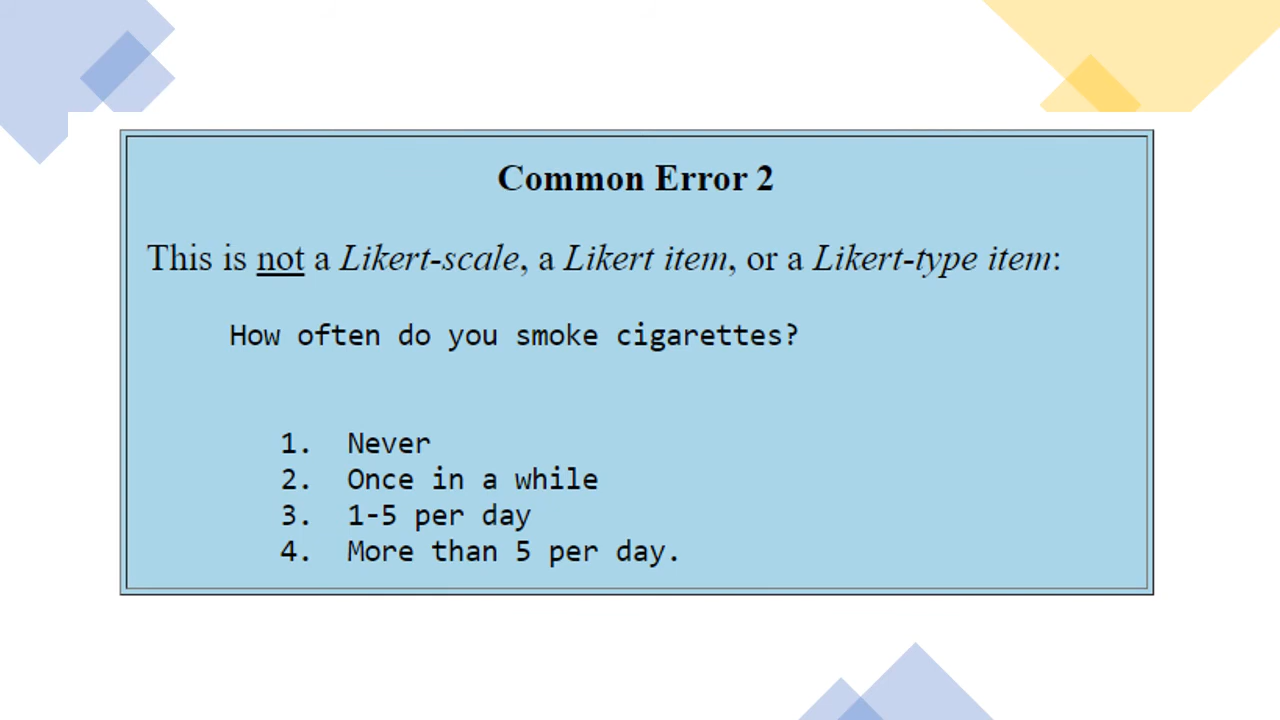 Common Error 2
This is not a Likert-scale, a Likert item, or a Likert-type item:
How often do you smoke cigarettes?
1. Never
2. Once in a while
3. 1-5 per day
4. More than 5 per day.